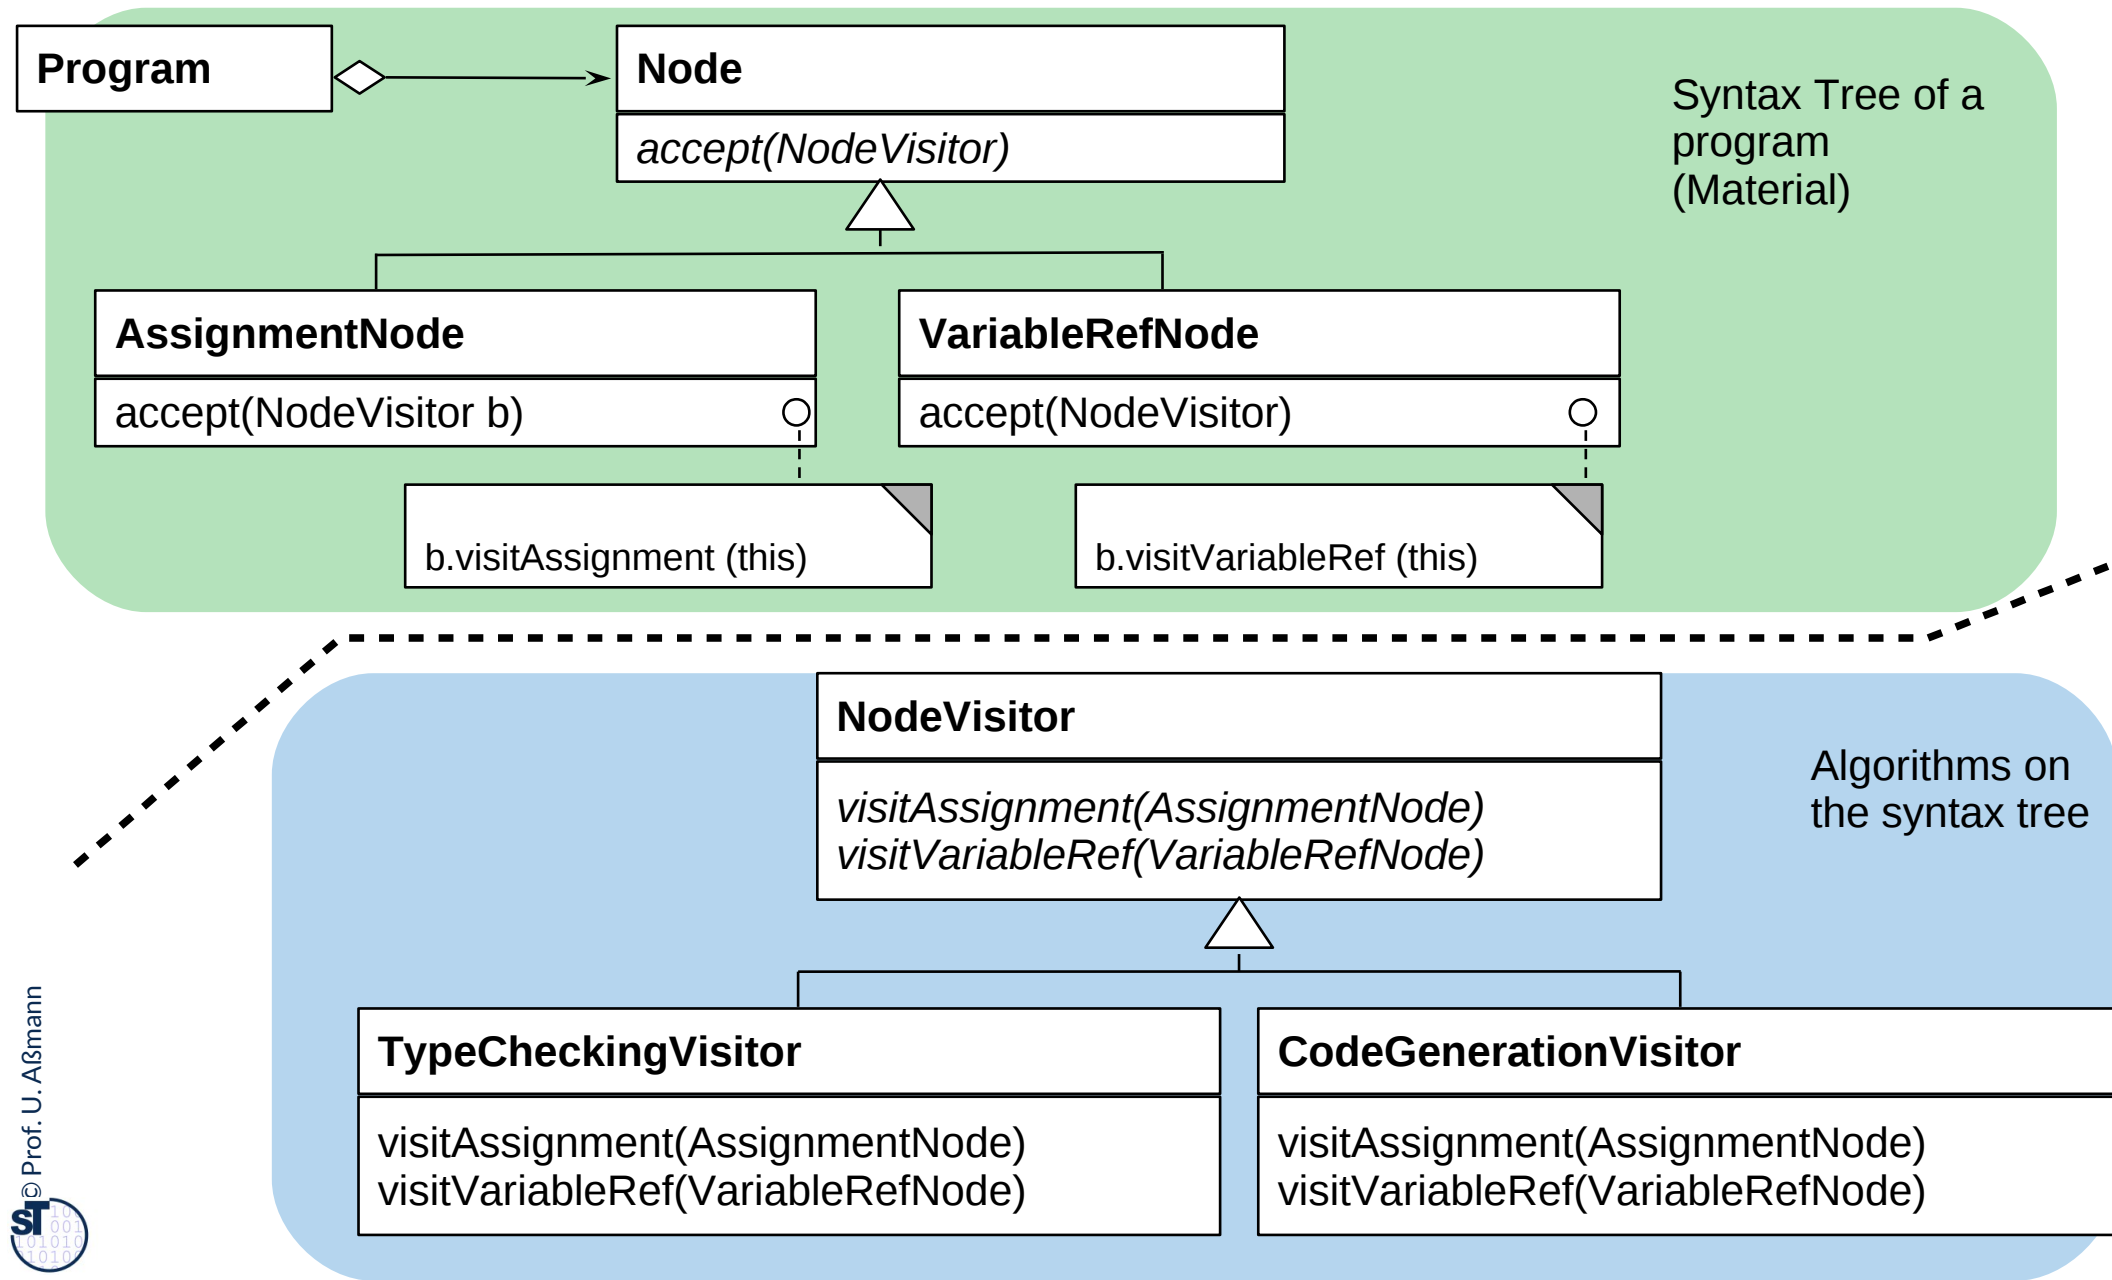 Program
Node
accept(NodeVisitor)
Syntax Tree of a
program
(Material)
AssignmentNode
accept(NodeVisitor b)
VariableRefNode
accept(NodeVisitor)
b.visitAssignment (this)
b.visitVariableRef (this)
NodeVisitor
visitAssignment(AssignmentNode)
visitVariableRef(VariableRefNode)
Algorithms on
the syntax tree
TypeCheckingVisitor
visitAssignment(AssignmentNode)
visitVariableRef(VariableRefNode)
CodeGenerationVisitor
visitAssignment(AssignmentNode)
visitVariableRef(VariableRefNode)
© Prof. U. Aßmann
ST